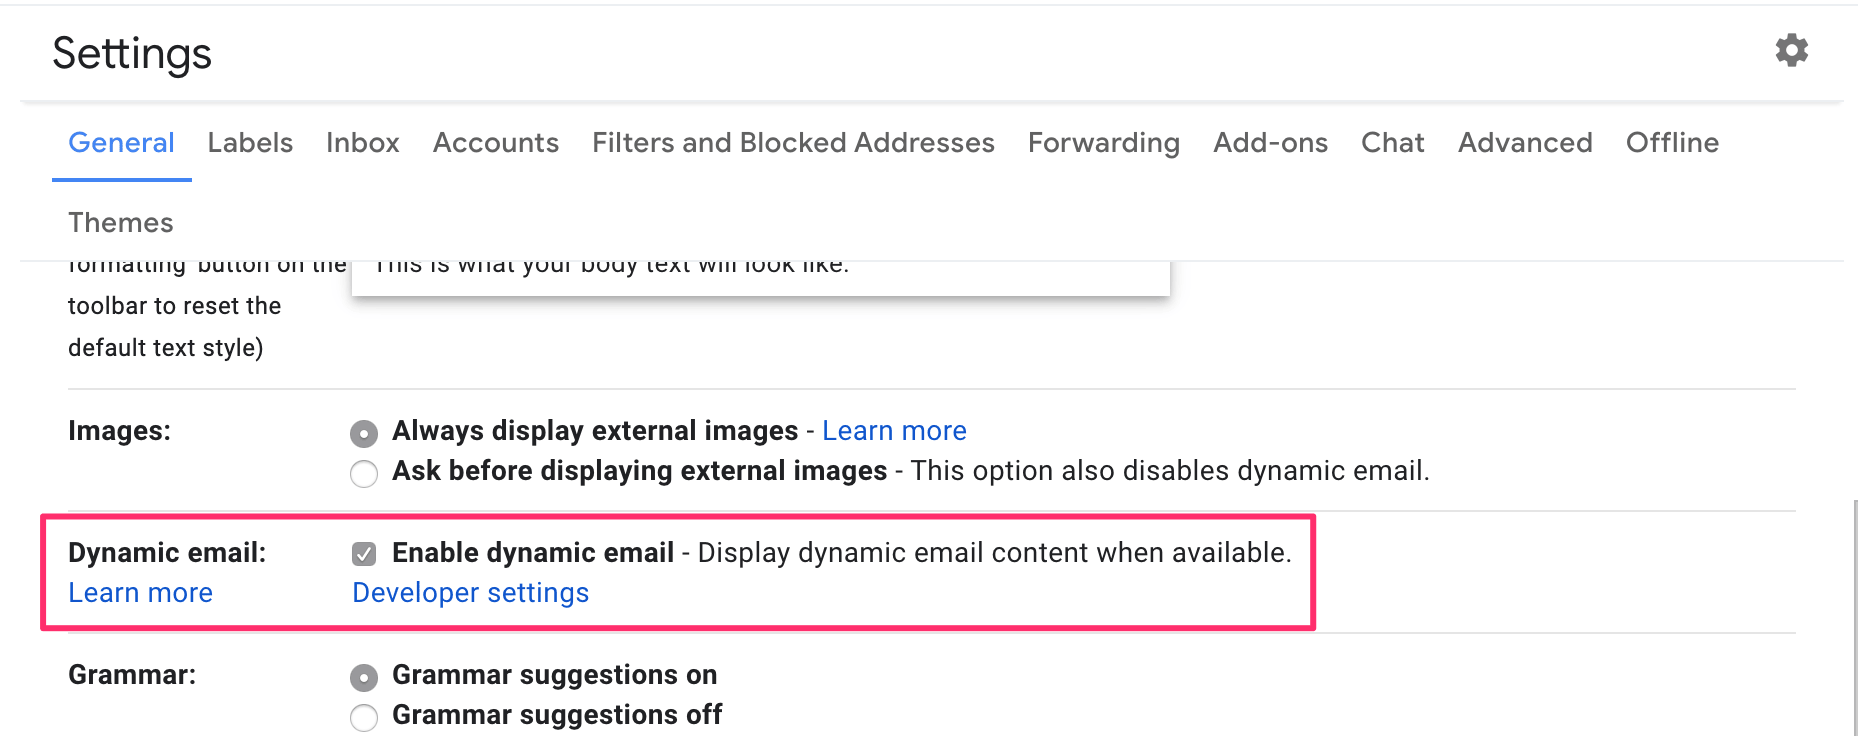 Settings
General Labels Inbox Accounts Filters and Blocked Addresses Forwarding Add-ons Chat Advanced Offline
Themes
formatting' button on the
This is what your body text will look like.
toolbar to reset the
default text style)
Images:
Always display external images - Learn more
Ask before displaying external images - This option also disables dynamic email.
Dynamic email:
Enable dynamic email - Display dynamic email content when available.
Learn more
Developer settings
Grammar:
Grammar suggestions on
Grammar suggestions off